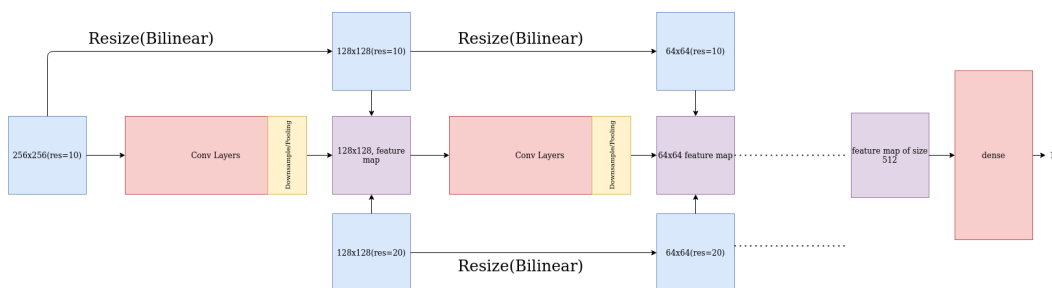 Resize(Bilinear)
128x128(res=10)
Resize(Bilinear)
64x64(res=10)
256x256(res=10)
Conv Layers
Downsample/Pooling
128x128, feature
map
Conv Layers
Downsample/Pooling
64x64 feature map
feature map of size
512
dense
1
128x128(res=20)
Resize(Bilinear)
64x64(res=20)